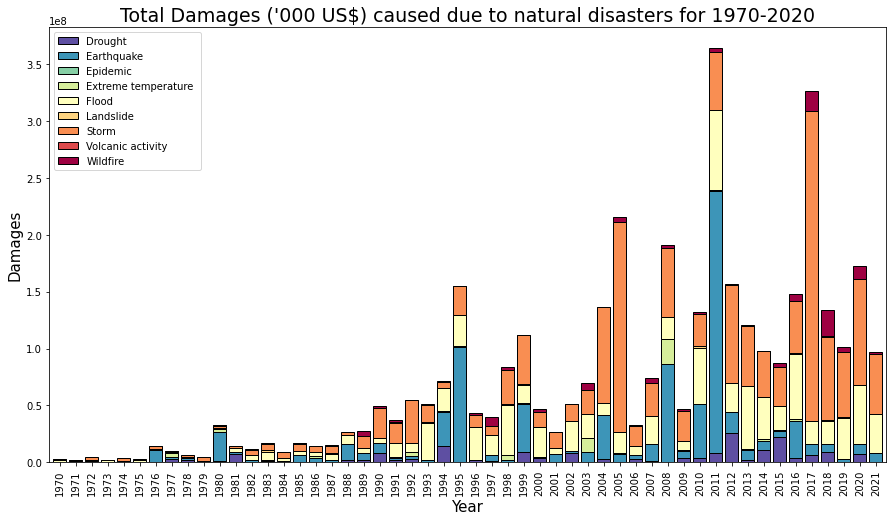 Total Damages ('000 US$) caused due to natural disasters for 1970-2020
1e8
Drought
Earthquake
Epidemic
Extreme temperature
Flood
Landslide
Storm
Volcanic activity
Wildfire
3.5
3.0
2.5
2.0
1.5
1.0
0.5
0.0
Damages
1970 1971 1972 1973 1974 1975 1976 1977 1978 1979 1980 1981 1982 1983 1984 1985 1986 1987 1988 1989 1990 1991 1992 1993 1994 1995 1996 1997 1998 1999 2000 2001 2002 2003 2004 2005 2006 2007 2008 2009 2010 2011 2012 2013 2014 2015 2016 2017 2018 2019 2020 2021
Year